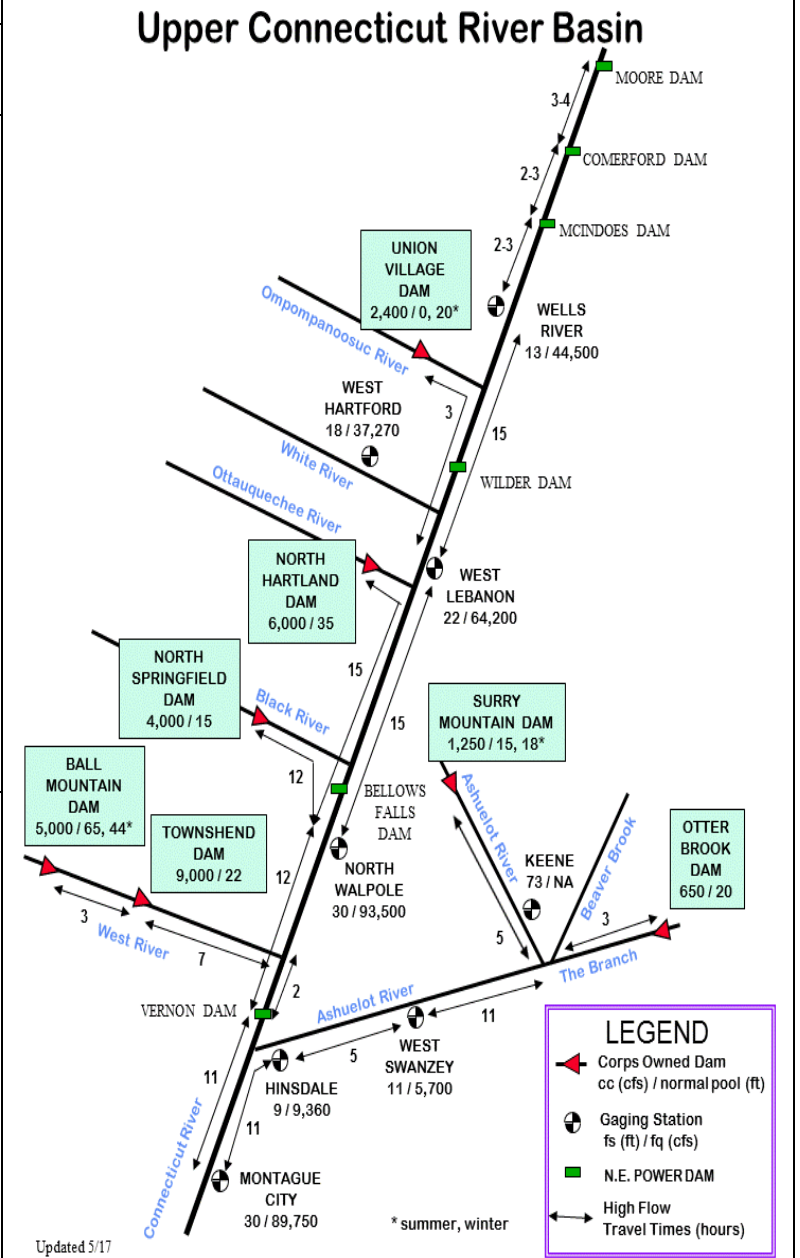 Upper Connecticut River Basin
MOORE DAM
3-4
COMERFORD DAM
2-3
MCINDOES DAM
2-3
UNION
VILLAGE
DAM
2,400 / 0, 20*
Ompompanoosuc River
WELLS
RIVER
13 / 44,500
WEST
HARTFORD
18 / 37,270
3
15
White River
WILDER DAM
Ottauquechee River
NORTH
HARTLAND
DAM
6,000 / 35
WEST
LEBANON
22 / 64,200
NORTH
SPRINGFIELD
DAM
4,000 / 15
15
15
Black River
SURRY
MOUNTAIN DAM
1,250 / 15, 18*
12
BALL
MOUNTAIN
DAM
5,000 / 65, 44*
BELLOWS
FALLS
DAM
TOWNSHEND
DAM
9,000 / 22
Ashuelot River
Beaver Brook
OTTER
BROOK
DAM
650 / 20
KEENE
73 / NA
NORTH
WALPOLE
30 / 93,500
12
3
West River
7
5
3
The Branch
2
VERNON DAM
Ashuelot River
11
5
WEST
SWANZEY
11 / 5,700
HINSDALE
9 / 9,360
11
11
Connecticut River
MONTAGUE
CITY
30 / 89,750
* summer, winter
Updated 5/17
LEGEND
Corps Owned Dam
cc (cfs) / normal pool (ft)
Gaging Station
fs (ft) / fq (cfs)
N.E. POWER DAM
High Flow
Travel Times (hours)